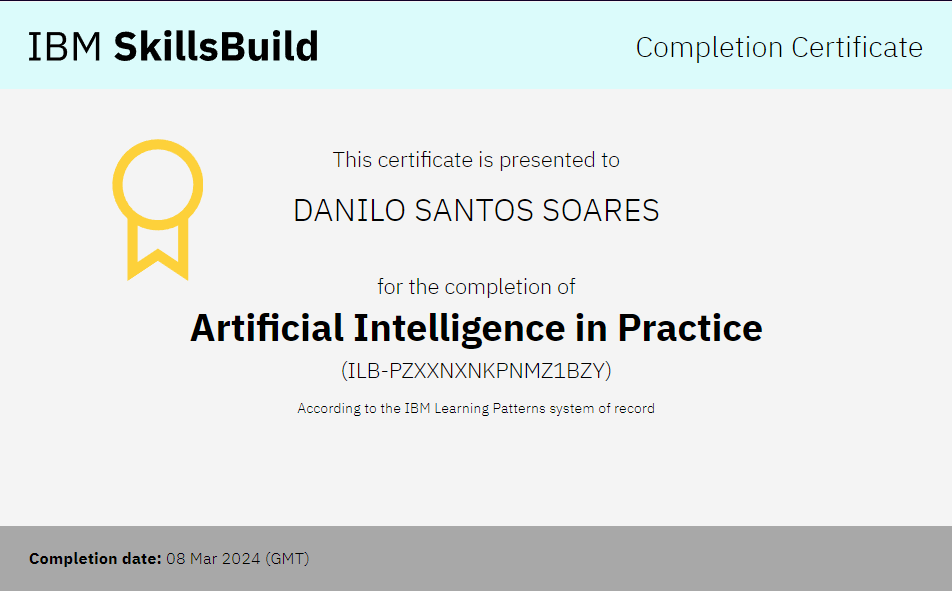 IBM SkillsBuild
Completion Certificate
This certificate is presented to
DANILO SANTOS SOARES
for the completion of
Artificial Intelligence in Practice
(ILB-PZXXNXNKPNMZ1BZY)
According to the IBM Learning Patterns system of record
Completion date: 08 Mar 2024 (GMT)